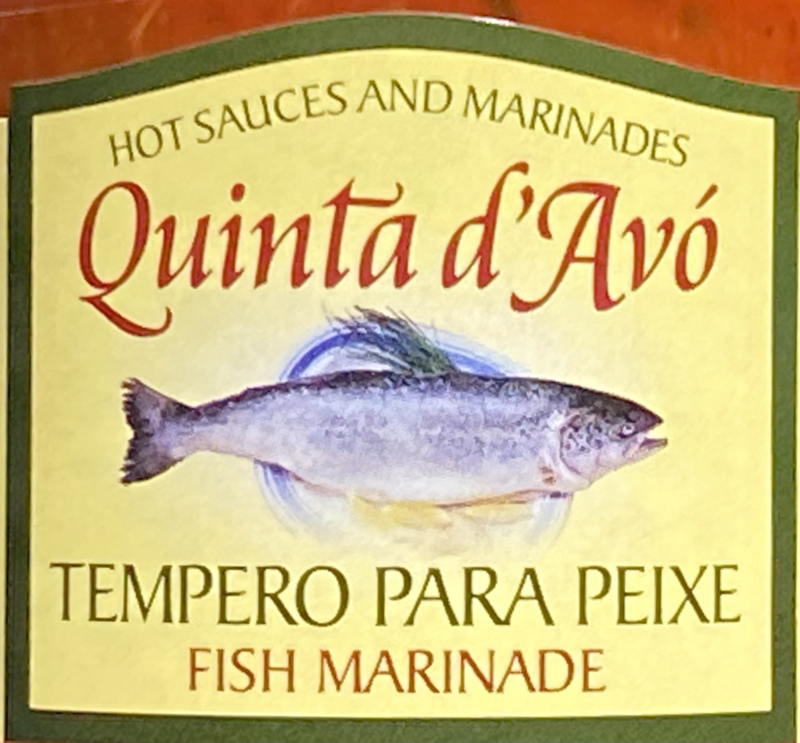 HOT SAUCES AND MARINADES
Quinta d'Avó
TEMPERO PARA PEIXE
FISH MARINADE